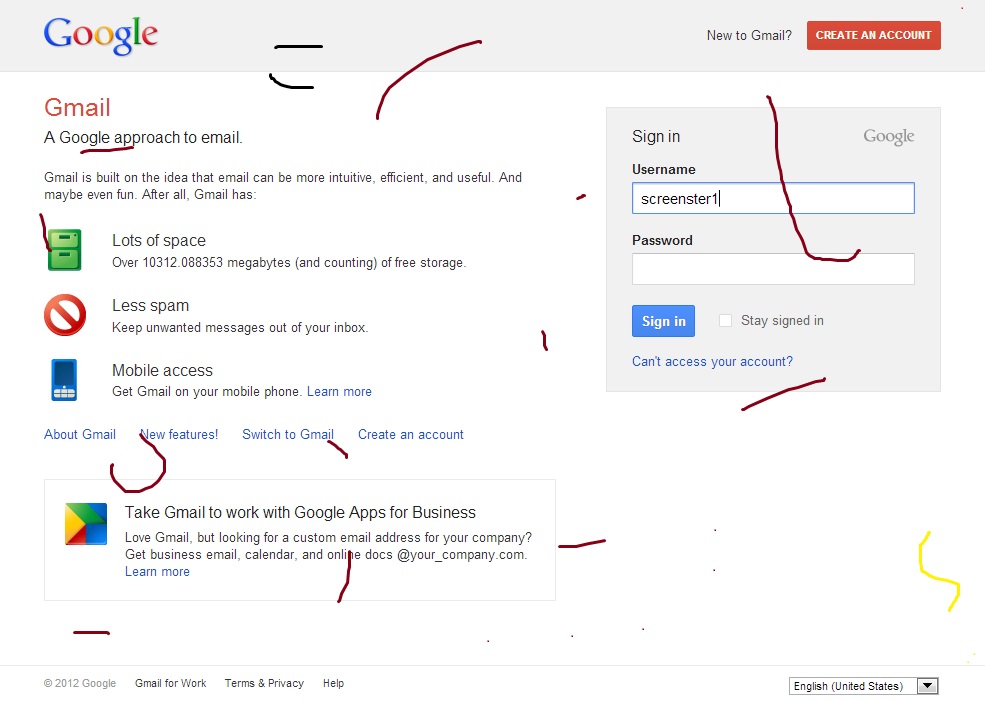 Google
New to Gmail? CREATE AN ACCOUNT
Gmail
A Google approach to email.
Gmail is built on the idea that email can be more intuitive, efficient, and useful. And
maybe even fun. After all, Gmail has:
Lots of space
Over 10312.088353 megabytes (and counting) of free storage.
Less spam
Keep unwanted messages out of your inbox.
Mobile access
Get Gmail on your mobile phone. Learn more
About Gmail New features! Switch to Gmail Create an account
Take Gmail to work with Google Apps for Business
Love Gmail, but looking for a custom email address for your company?
Get business email, calendar, and online docs @your_company.com.
Learn more
Sign in Google
Username
screenster1
Password
Sign in Stay signed in
Can't access your account?
© 2012 Google Gmail for Work Terms & Privacy Help
English (United States)